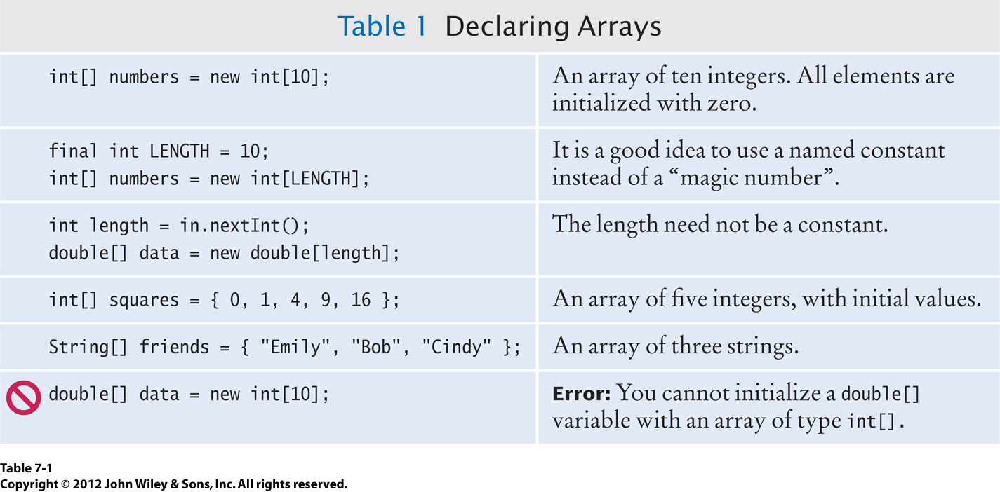 Table 1 Declaring Arrays
int[] numbers = new int[10];
An array of ten integers. All elements are
initialized with zero.
final int LENGTH = 10;
int[] numbers = new int[LENGTH];
It is a good idea to use a named constant
instead of a “magic number”.
int length = in.nextInt();
double[] data = new double[length];
The length need not be a constant.
int[] squares = { 0, 1, 4, 9, 16 };
An array of five integers, with initial values.
String[] friends = { "Emily", "Bob", "Cindy" };
An array of three strings.
double[] data = new int[10];
Error: You cannot initialize a double[]
variable with an array of type int[].
Table 7-1
Copyright © 2012 John Wiley & Sons, Inc. All rights reserved.